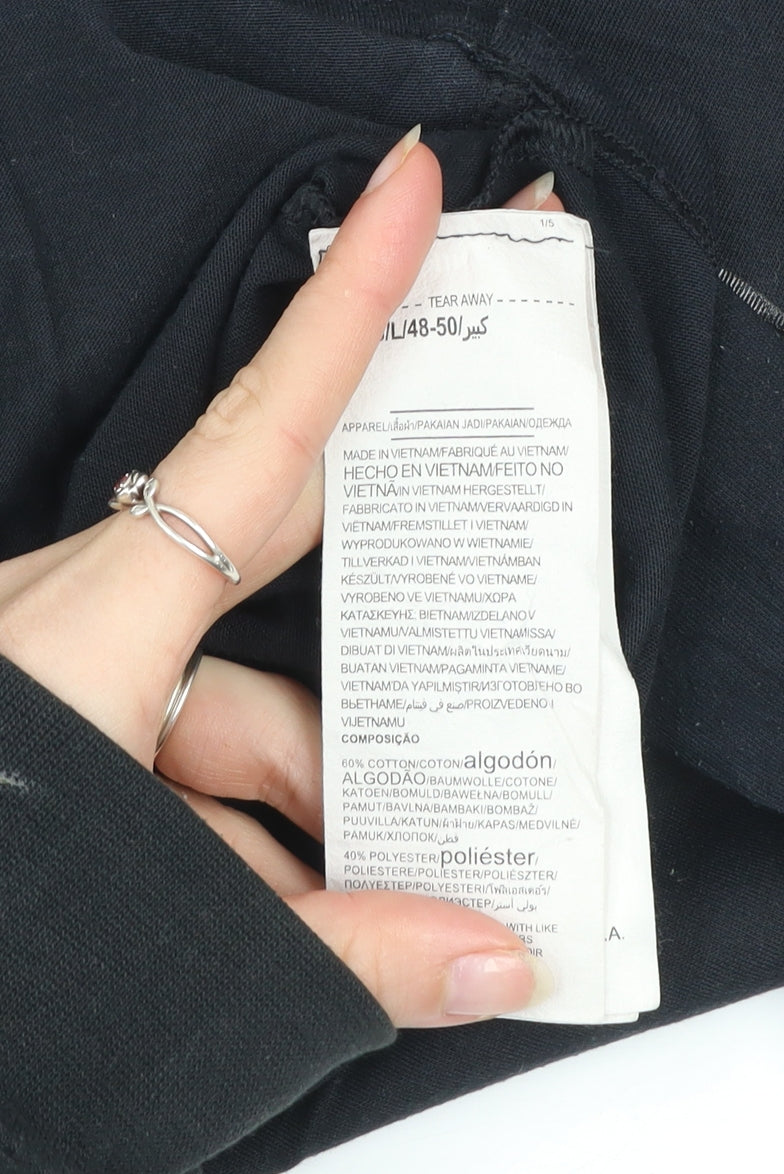 1/5
TEAR AWAY
/L/48-50/كبير
APPAREL/เสื้อผ้า/PAKAIAN JADI/PAKAIAN/ОДЕЖДА
MADE IN VIETNAM/FABRIQUÉ AU VIETNAM/
HECHO EN VIETNAM/FEITO NO
VIETNÃ/IN VIETNAM HERGESTELLT/
FABBRICATO IN VIETNAM/VERVAARDIGD IN
VIETNAM/FREMSTILLET I VIETNAM/
WYPRODUKOWANO W WIETNAMIE/
TILLVERKAD I VIETNAM/VIETNÁMBAN
KÉSZÜLT/VYROBENÉ VO VIETNAME/
VYROBENO VE VIETNAMU/ΧΩΡΑ
ΚΑΤΑΣΚΕΥΗΣ: ΒΙΕΤΝΑΜ/IZDELANO V
VIETNAMU/VALMISTETTU VIETNAMISSA/
DIBUAT DI VIETNAM/ผลิตในประเทศเวียดนาม/
BUATAN VIETNAM/PAGAMINTA VIETNAME/
VIETNAM'DA YAPILMIŞTIR/ИЗГОТОВЛЕНО ВО
ВЬЕТНАМЕ/صنع في فيتنام/PROIZVEDENO I
VIJETNAMU
COMPOSIÇÃO
60% COTTON/COTON/algodón/
ALGODÃO/BAUMWOLLE/COTONE/
KATOEN/BOMULD/BAWEŁNA/BOMULL/
PAMUT/BAVLNA/BAMBAKI/BOMBAŽ/
PUUVILLA/KATUN/ผ้าฝ้าย/KAPAS/MEDVILNĖ/
PAMUK/ХЛОПОК/قطن
40% POLYESTER/poliéster/
POLIESTERE/POLIESTER/POLIÉSZTER/
ΠΟΛΥΕΣΤΕΡ/POLYESTERI/โพลีเอสเตอร์/
ИЭСТЕР/بولي أستر
WITH LIKE
RS
OIR
.A.